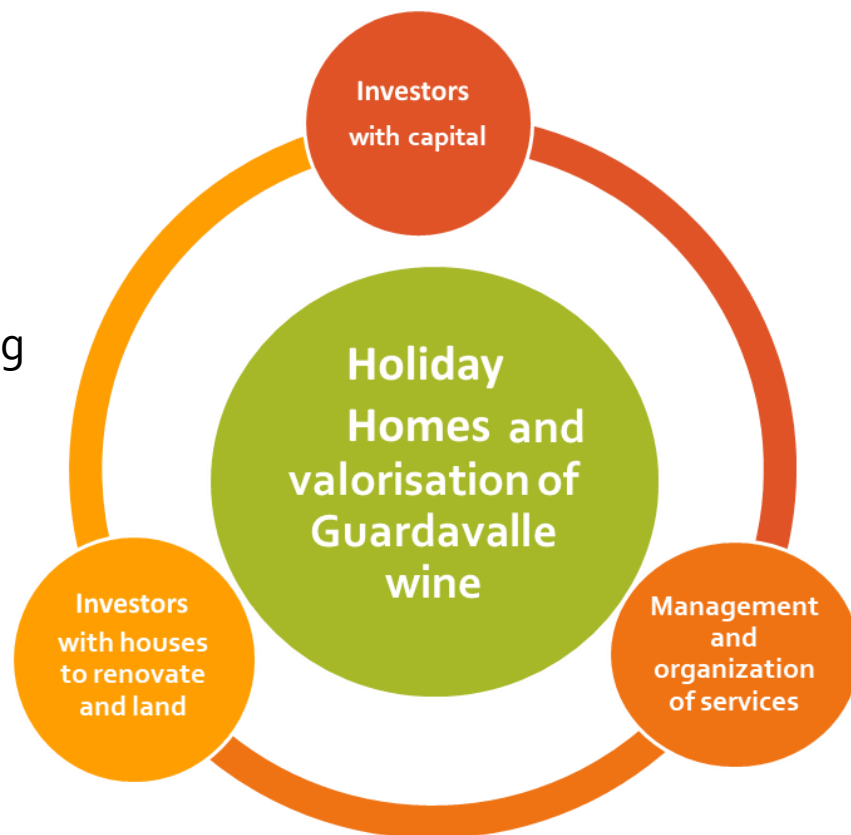 Investors
with capital
g
Holiday
Homes and
valorisation of
Guardavalle
wine
Investors
with houses
to renovate
and land
Management
and
organization
of services